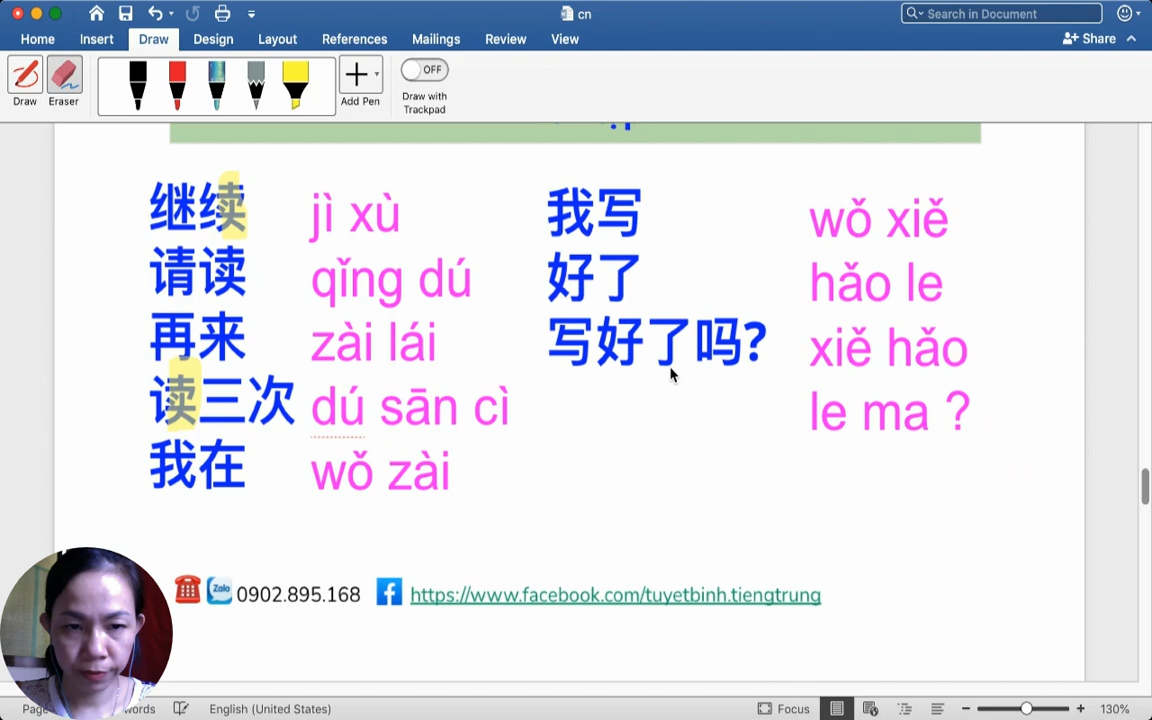 cn
Search in Document
Home Insert Draw Design Layout References Mailings Review View
Share
OFF
Draw Eraser Add Pen Draw with Trackpad
继续 jì xù
请读 qǐng dú
再来 zài lái
读三次 dú sān cì
我在 wǒ zài
我写 wǒ xiě
好了 hǎo le
写好了吗? xiě hǎo
le ma ?
Zalo 0902.895.168 https://www.facebook.com/tuyetbinh.tiengtrung
words English (United States) Focus 130%